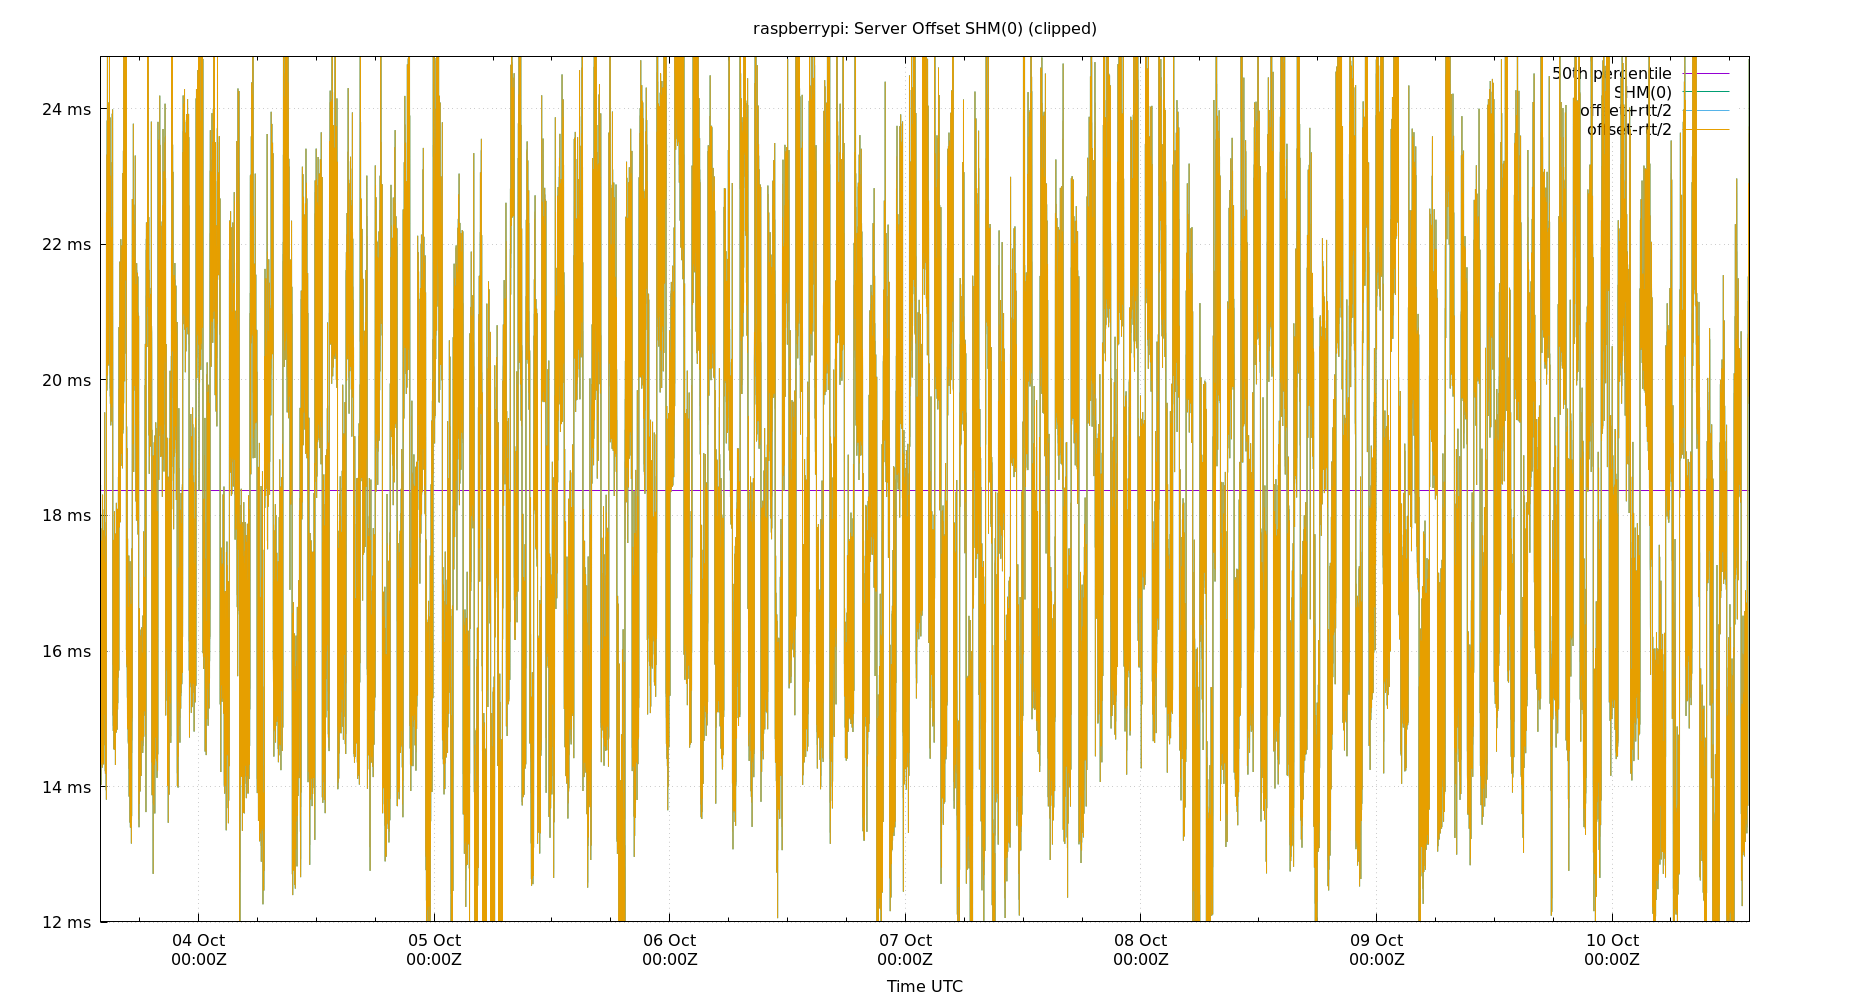 raspberrypi: Server Offset SHM(0) (clipped)
50th percentile
SHM(0)
offset+rtt/2
offset-rtt/2
24 ms
22 ms
20 ms
18 ms
16 ms
14 ms
12 ms
04 Oct 05 Oct 06 Oct 07 Oct 08 Oct 09 Oct 10 Oct
00:00Z 00:00Z 00:00Z 00:00Z 00:00Z 00:00Z 00:00Z
Time UTC